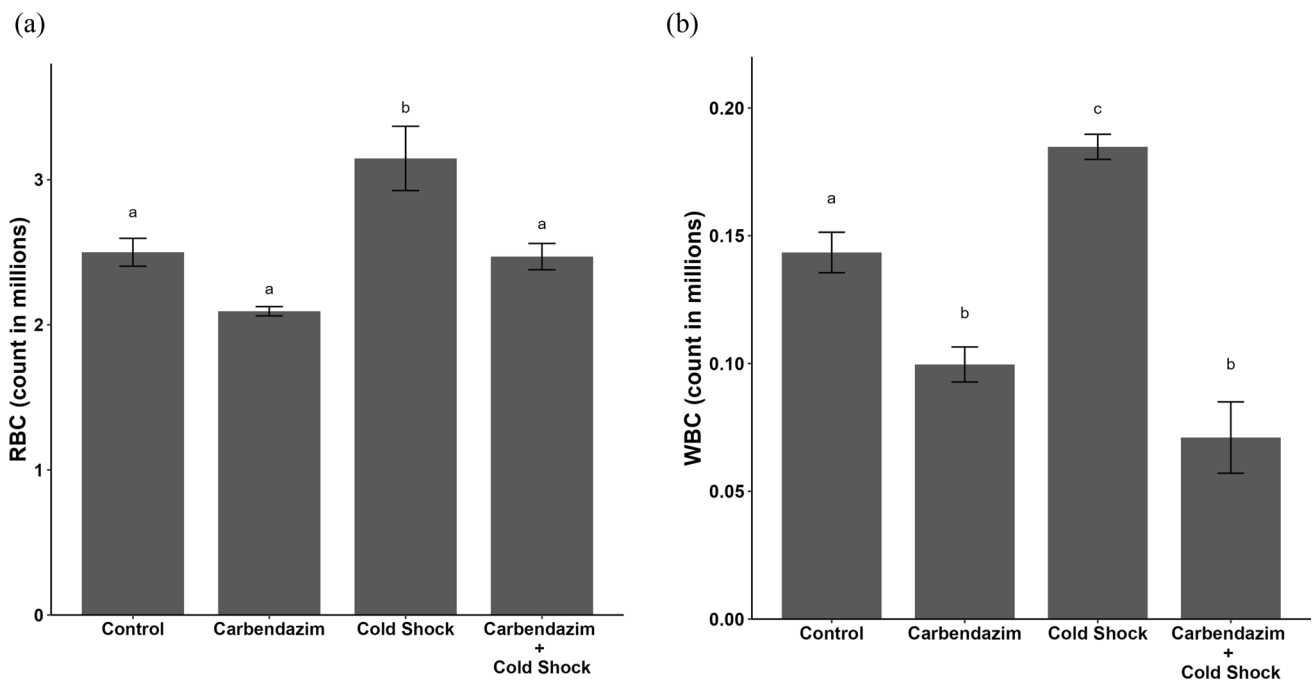 (a)
RBC (count in millions)
3
2
1
0
a
a
b
a
Control
Carbendazim
Cold Shock
Carbendazim
+
Cold Shock
(b)
WBC (count in millions)
0.20
0.15
0.10
0.05
0.00
a
b
c
b
Control
Carbendazim
Cold Shock
Carbendazim
+
Cold Shock